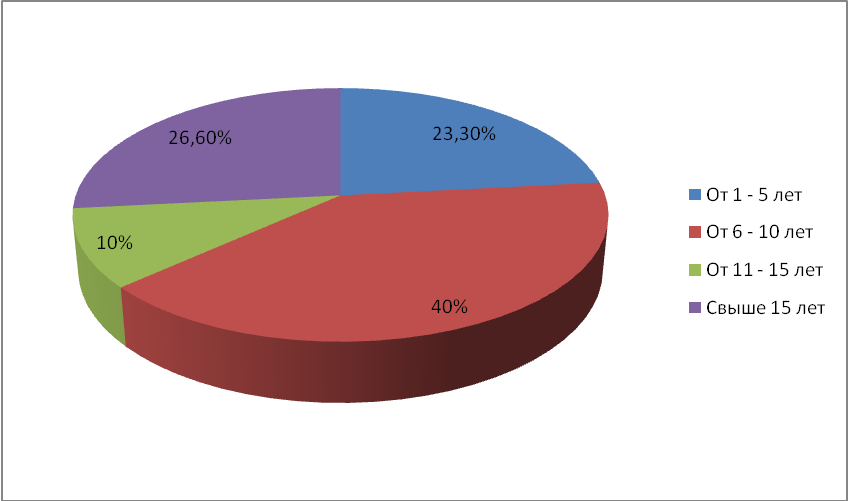 26,60%
23,30%
10%
40%
От 1 - 5 лет
От 6 - 10 лет
От 11 - 15 лет
Свыше 15 лет